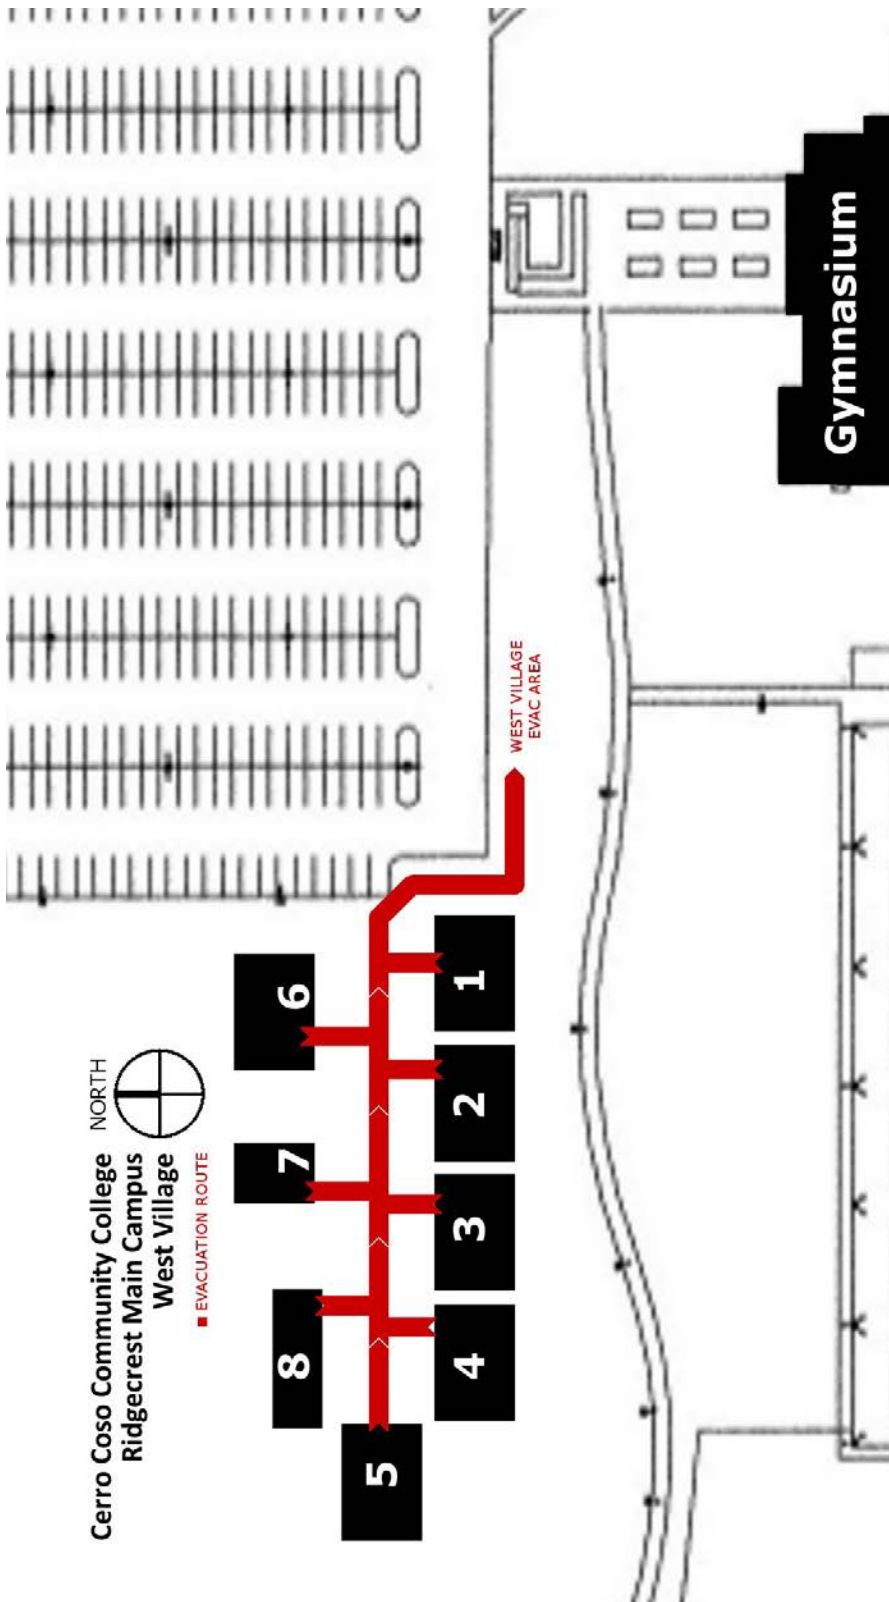 Cerro Coso Community College
Ridgecrest Main Campus
West Village
NORTH
■ EVACUATION ROUTE
5
8
7
6
4
3
2
1
WEST VILLAGE
EVAC AREA
Gymnasium